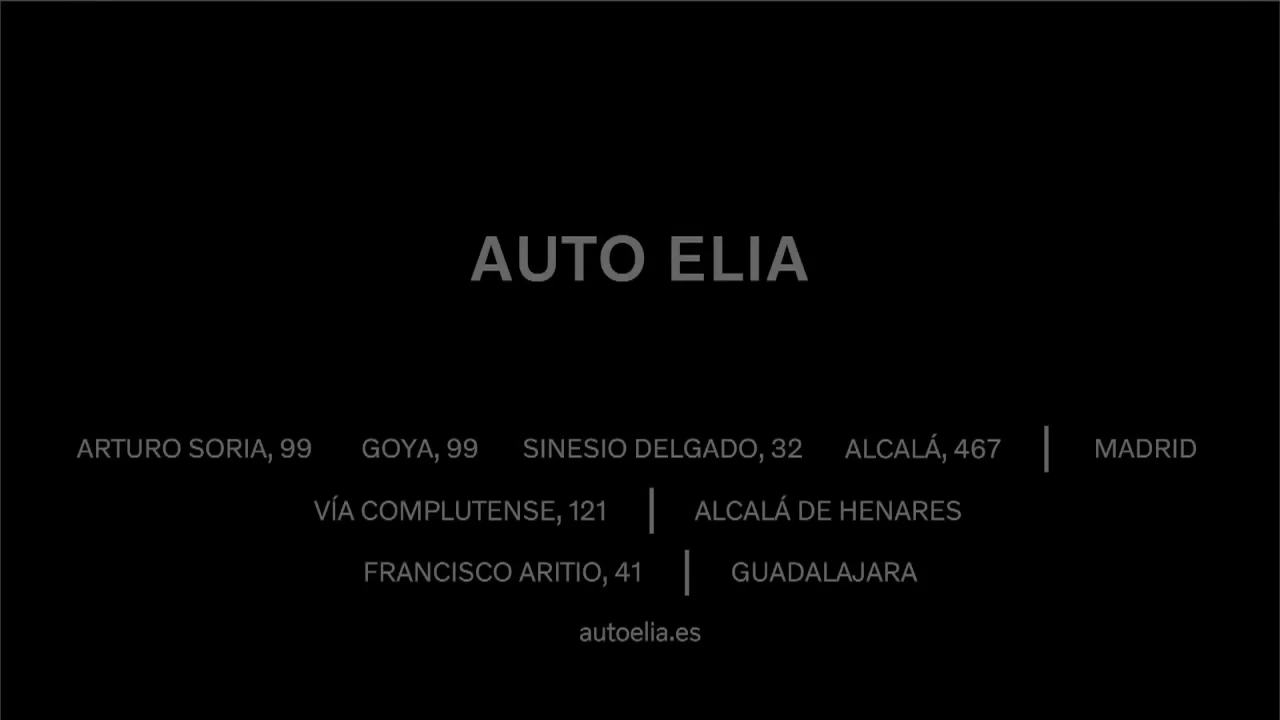 AUTO ELIA
ARTURO SORIA, 99 GOYA, 99 SINESIO DELGADO, 32 ALCALÁ, 467 | MADRID
VÍA COMPLUTENSE, 121 | ALCALÁ DE HENARES
FRANCISCO ARITIO, 41 | GUADALAJARA
autoelia.es